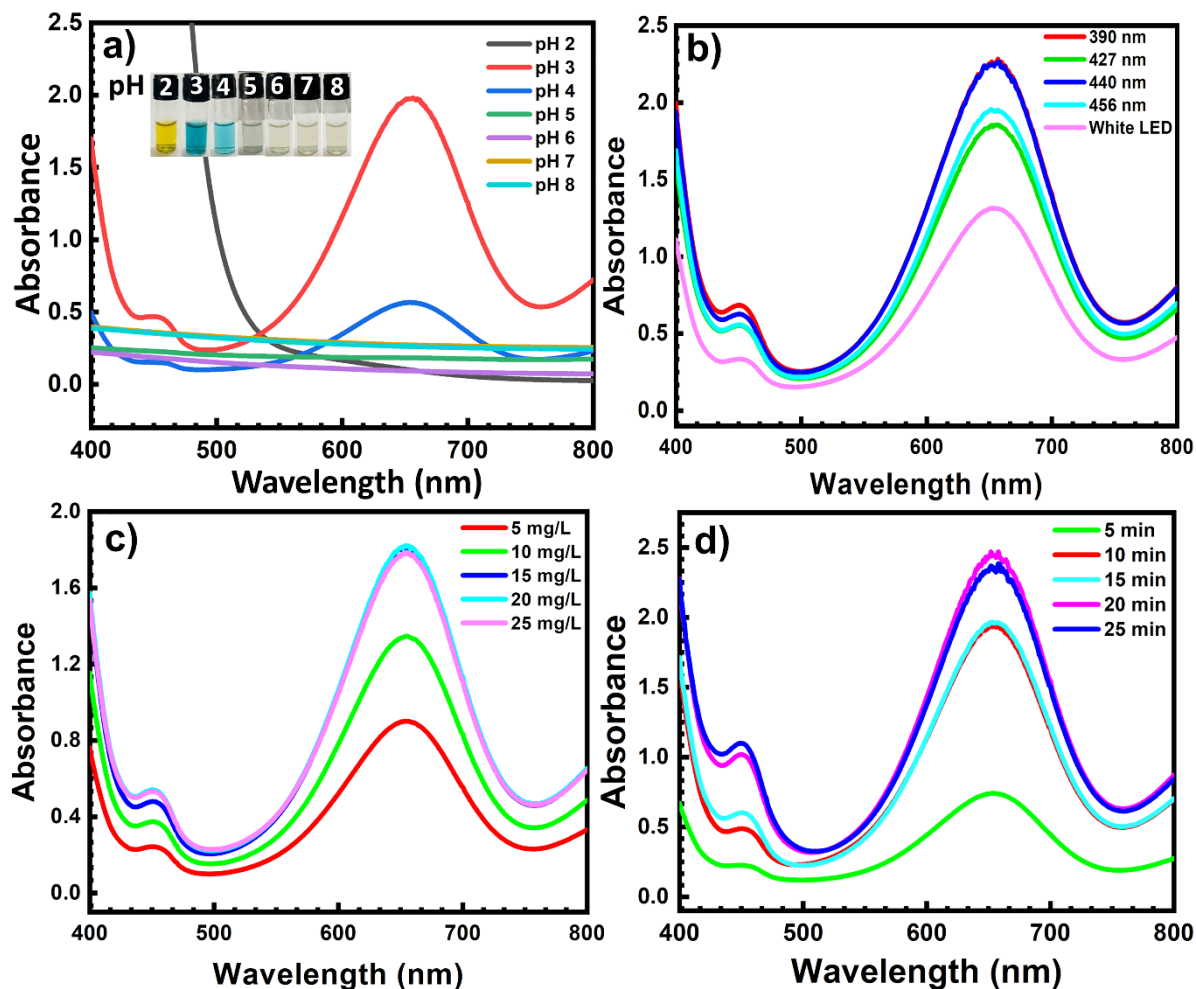 a)
pH 2 3 4 5 6 7 8
pH 2
pH 3
pH 4
pH 5
pH 6
pH 7
pH 8
2.5
2.0
1.5
1.0
0.5
0.0
Absorbance
400 500 600 700 800
Wavelength (nm)
b)
390 nm
427 nm
440 nm
456 nm
White LED
2.5
2.0
1.5
1.0
0.5
0.0
Absorbance
400 500 600 700 800
Wavelength (nm)
c)
5 mg/L
10 mg/L
15 mg/L
20 mg/L
25 mg/L
2.0
1.6
1.2
0.8
0.4
0.0
Absorbance
400 500 600 700 800
Wavelength (nm)
d)
5 min
10 min
15 min
20 min
25 min
2.5
2.0
1.5
1.0
0.5
0.0
Absorbance
400 500 600 700 800
Wavelength (nm)